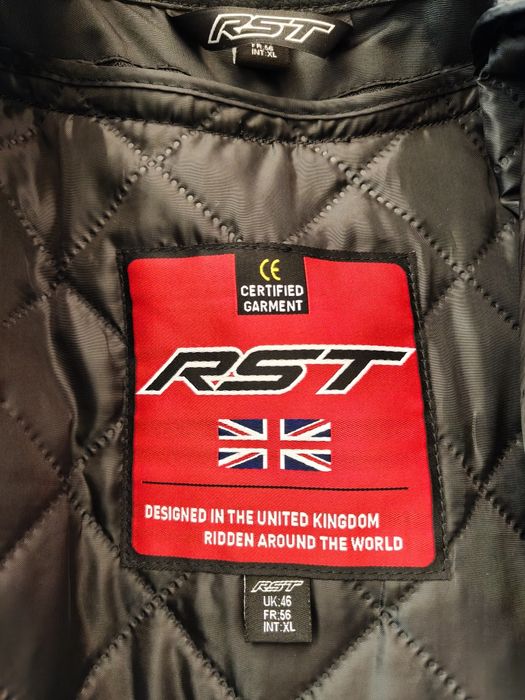 RST
FR:56
INT:XL
CE
CERTIFIED
GARMENT
RST
DESIGNED IN THE UNITED KINGDOM
RIDDEN AROUND THE WORLD
RST
UK:46
FR:56
INT:XL